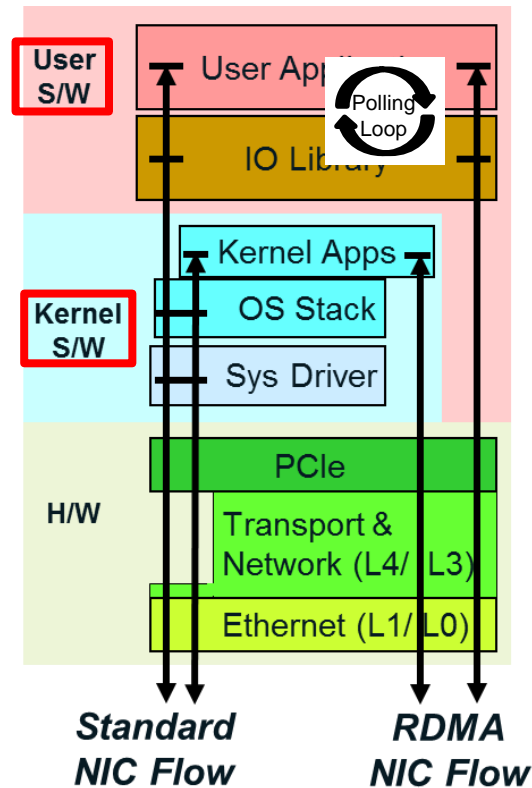 User
S/W
User Applic
Polling
Loop
IO Library
Kernel Apps
Kernel
S/W
OS Stack
Sys Driver
PCIe
H/W
Transport &
Network (L4/ L3)
Ethernet (L1/ L0)
Standard
NIC Flow
RDMA
NIC Flow